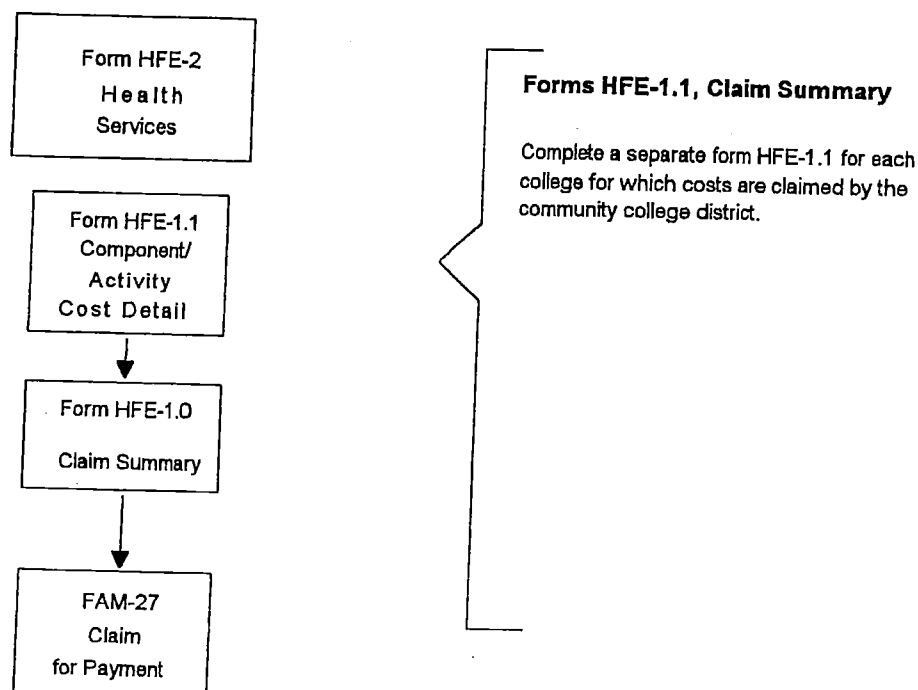 Form HFE-2
Health
Services
Form HFE-1.1
Component/
Activity
Cost Detail
Form HFE-1.0
Claim Summary
FAM-27
Claim
for Payment
Forms HFE-1.1, Claim Summary
Complete a separate form HFE-1.1 for each
college for which costs are claimed by the
community college district.